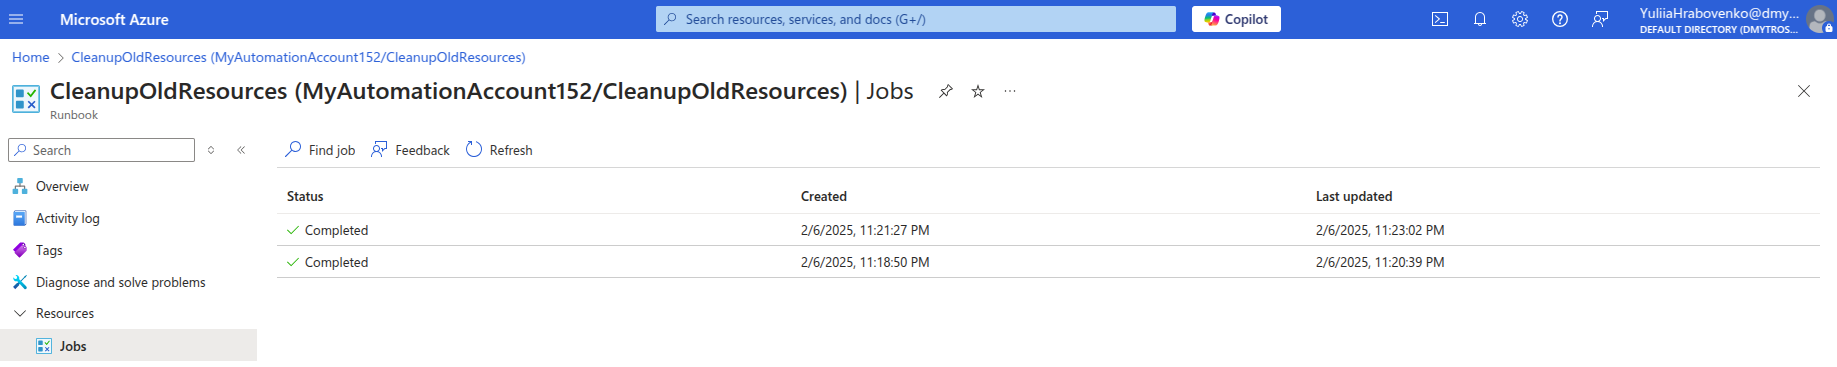 Microsoft Azure
Search resources, services, and docs (G+/)
Copilot
YuliiaHrabovenko@dmy...
DEFAULT DIRECTORY (DMYTROS...
Home > CleanupOldResources (MyAutomationAccount152/CleanupOldResources)
CleanupOldResources (MyAutomationAccount152/CleanupOldResources) | Jobs
Runbook
Search
Find job Feedback Refresh
Overview
Activity log
Tags
Diagnose and solve problems
Resources
Jobs
Status Created Last updated
Completed 2/6/2025, 11:21:27 PM 2/6/2025, 11:23:02 PM
Completed 2/6/2025, 11:18:50 PM 2/6/2025, 11:20:39 PM